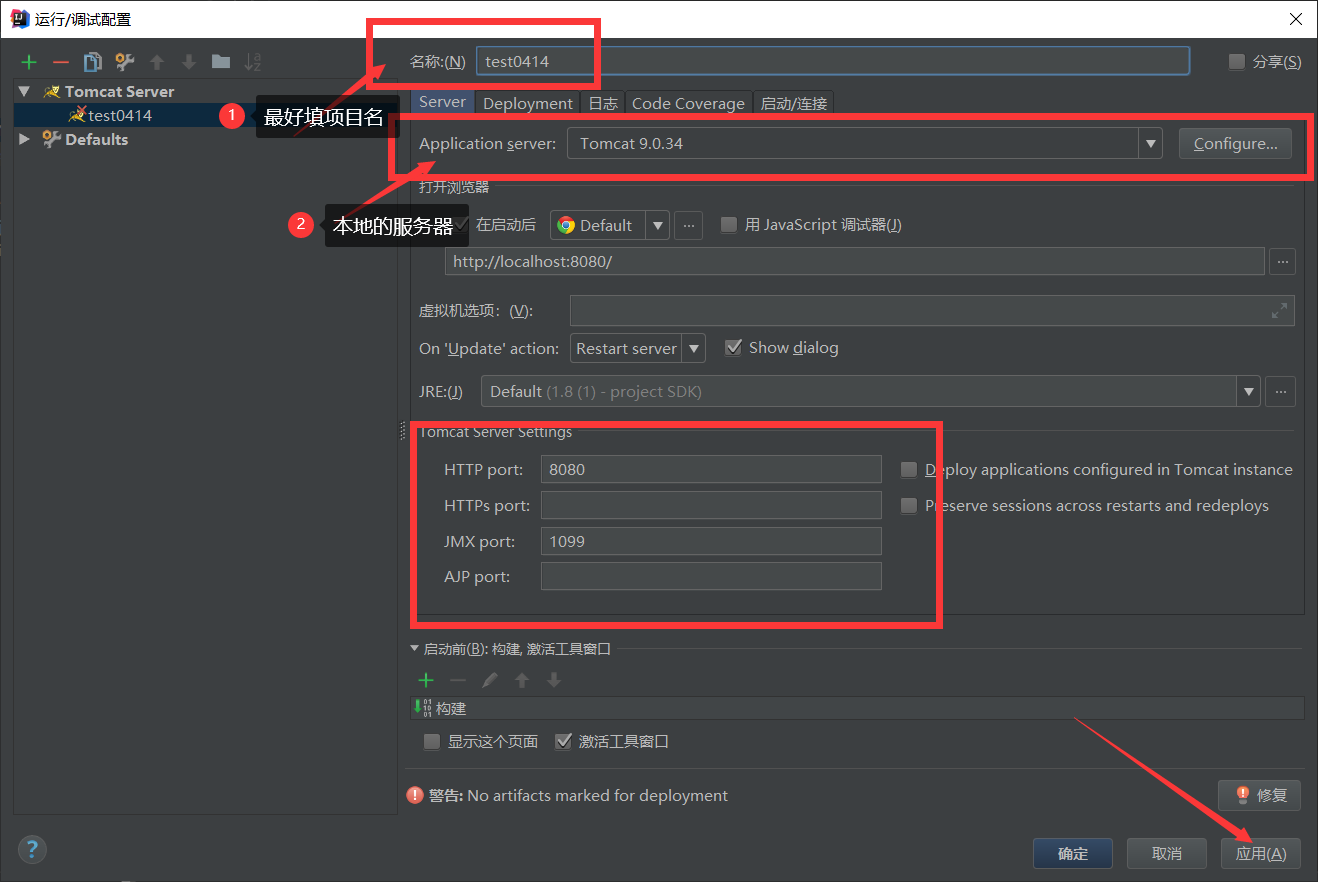 运行/调试配置
名称:(N) test0414 分享(S)
Tomcat Server
test0414
Defaults
1 最好填项目名
Server Deployment 日志 Code Coverage 启动/连接
Application server: Tomcat 9.0.34 Configure...
打开浏览器
2 本地的服务器
在启动后 Default ... 用 JavaScript 调试器(J)
http://localhost:8080/ ...
虚拟机选项：(V):
On 'Update' action: Restart server Show dialog
JRE:(J) Default (1.8 (1) - project SDK) ...
Tomcat Server Settings
HTTP port: 8080 Deploy applications configured in Tomcat instance
HTTPs port: Preserve sessions across restarts and redeploys
JMX port: 1099
AJP port:
启动前(B): 构建, 激活工具窗口
构建
显示这个页面 激活工具窗口
警告: No artifacts marked for deployment 修复
? 确定 取消 应用(A)